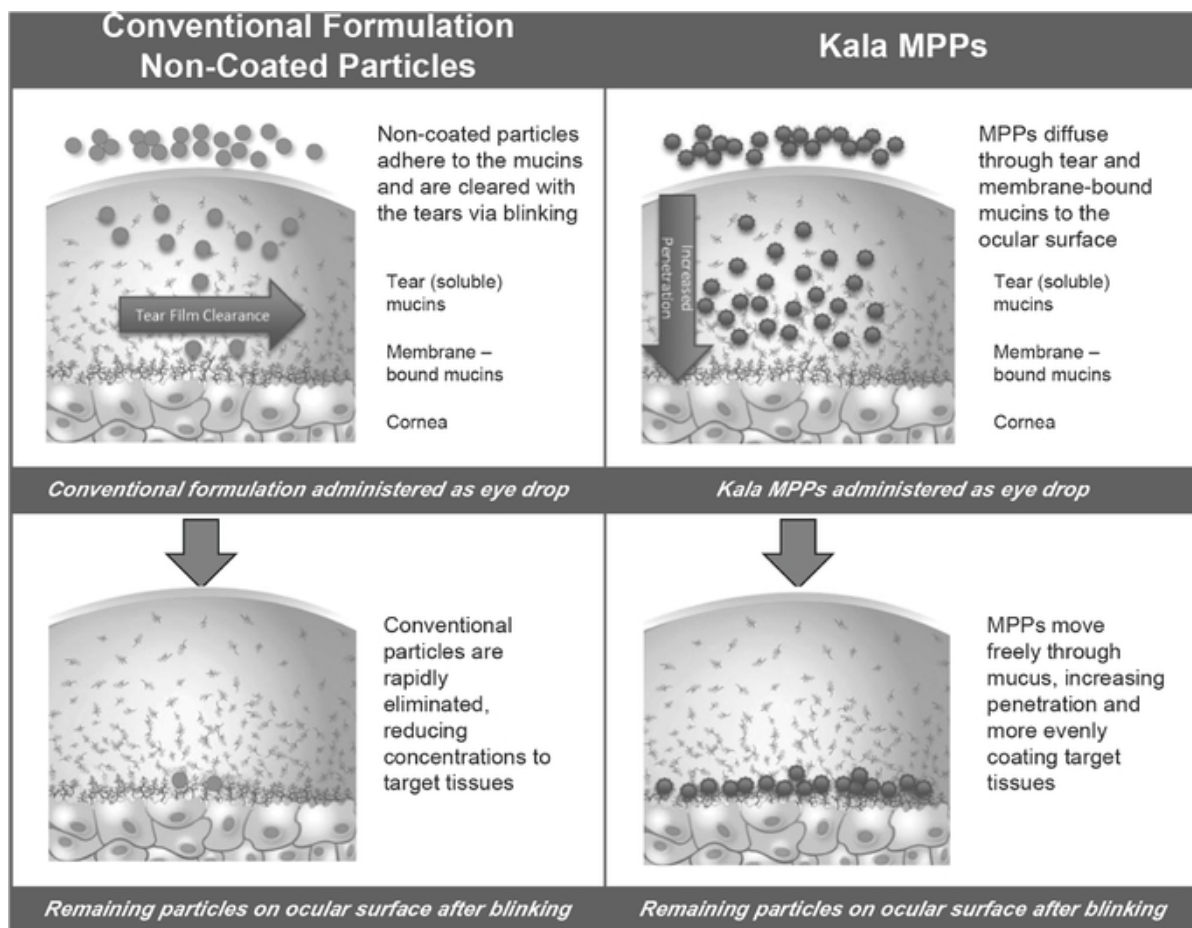 Conventional Formulation
Non-Coated Particles
Kala MPPs
Non-coated particles
adhere to the mucins
and are cleared with
the tears via blinking
Tear (soluble)
mucins
Tear Film Clearance
Membrane –
bound mucins
Cornea
MPPs diffuse
through tear and
membrane-bound
mucins to the
ocular surface
Increased
Penetration
Tear (soluble)
mucins
Membrane –
bound mucins
Cornea
Conventional formulation administered as eye drop
Kala MPPs administered as eye drop
Conventional
particles are
rapidly
eliminated,
reducing
concentrations to
target tissues
MPPs move
freely through
mucus, increasing
penetration and
more evenly
coating target
tissues
Remaining particles on ocular surface after blinking
Remaining particles on ocular surface after blinking